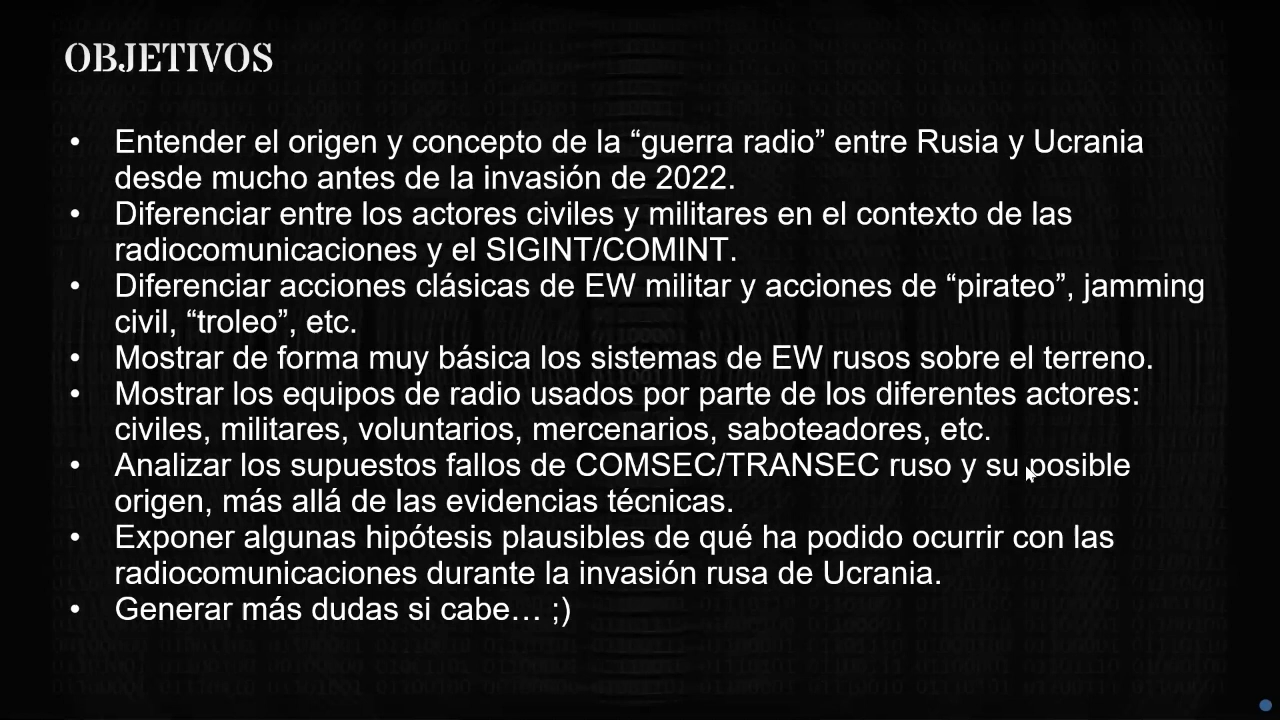 OBJETIVOS
• Entender el origen y concepto de la “guerra radio” entre Rusia y Ucrania
desde mucho antes de la invasión de 2022.
• Diferenciar entre los actores civiles y militares en el contexto de las
radiocomunicaciones y el SIGINT/COMINT.
• Diferenciar acciones clásicas de EW militar y acciones de “pirateo”, jamming
civil, “troleo”, etc.
• Mostrar de forma muy básica los sistemas de EW rusos sobre el terreno.
• Mostrar los equipos de radio usados por parte de los diferentes actores:
civiles, militares, voluntarios, mercenarios, saboteadores, etc.
• Analizar los supuestos fallos de COMSEC/TRANSEC ruso y su posible
origen, más allá de las evidencias técnicas.
• Exponer algunas hipótesis plausibles de qué ha podido ocurrir con las
radiocomunicaciones durante la invasión rusa de Ucrania.
• Generar más dudas si cabe… ;)